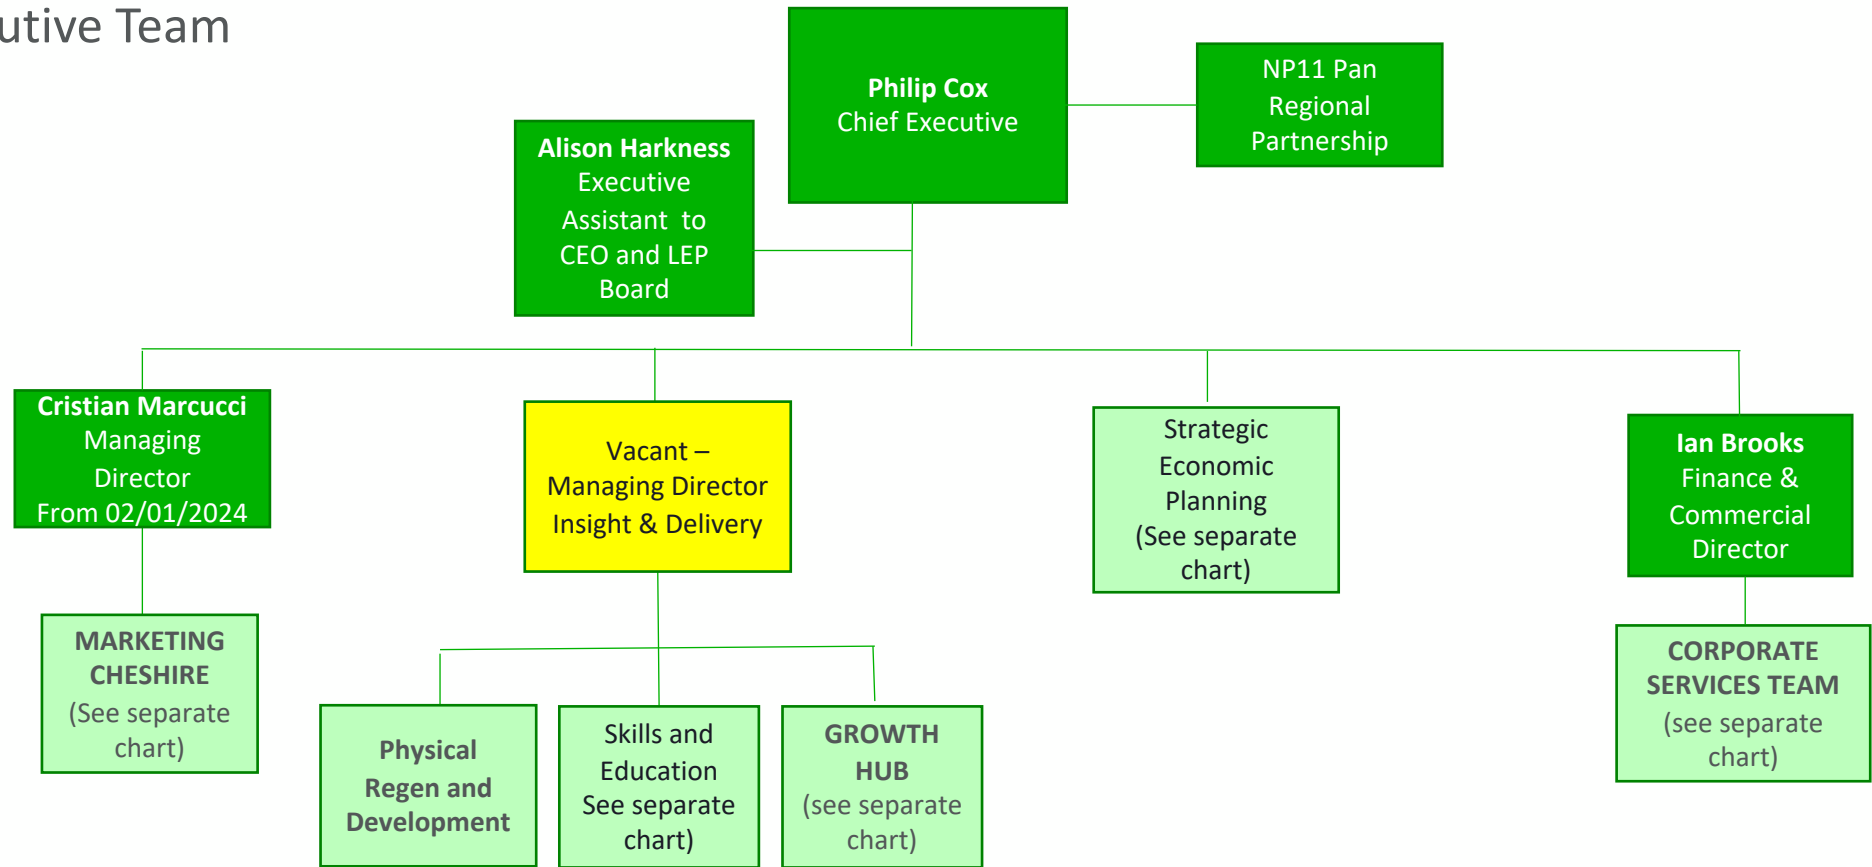 utive Team
Philip Cox
Chief Executive
NP11 Pan
Regional
Partnership
Alison Harkness
Executive
Assistant to
CEO and LEP
Board
Cristian Marcucci
Managing
Director
From 02/01/2024
Vacant –
Managing Director
Insight & Delivery
Strategic
Economic
Planning
(See separate
chart)
Ian Brooks
Finance &
Commercial
Director
MARKETING
CHESHIRE
(See separate
chart)
Physical
Regen and
Development
Skills and
Education
See separate
chart)
GROWTH
HUB
(see separate
chart)
CORPORATE
SERVICES TEAM
(see separate
chart)